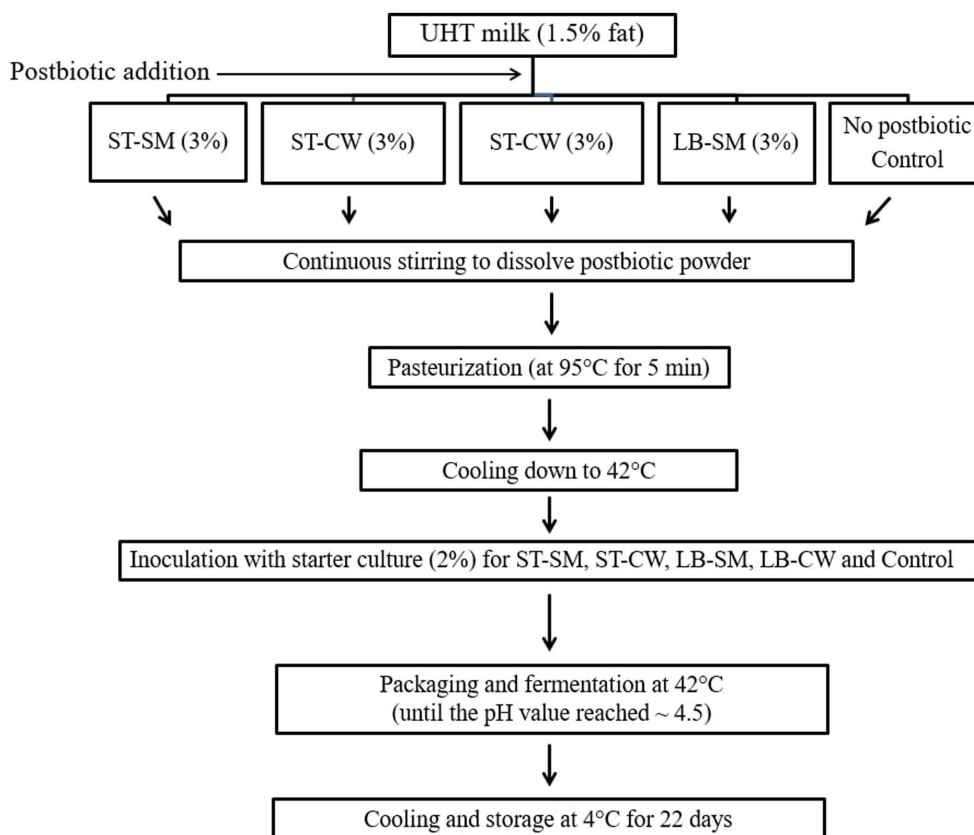 UHT milk (1.5% fat)
Postbiotic addition
ST-SM (3%)
ST-CW (3%)
ST-CW (3%)
LB-SM (3%)
No postbiotic
Control
Continuous stirring to dissolve postbiotic powder
Pasteurization (at 95°C for 5 min)
Cooling down to 42°C
Inoculation with starter culture (2%) for ST-SM, ST-CW, LB-SM, LB-CW and Control
Packaging and fermentation at 42°C
(until the pH value reached ~ 4.5)
Cooling and storage at 4°C for 22 days